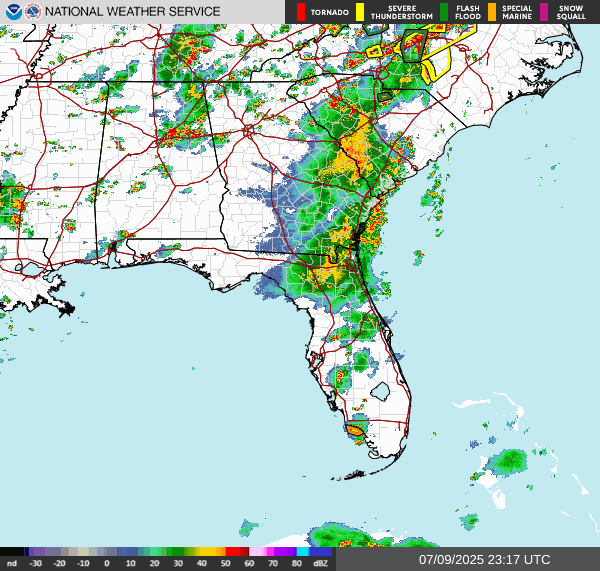 NATIONAL WEATHER SERVICE
TORNADO
SEVERE THUNDERSTORM
FLASH FLOOD
SPECIAL MARINE
SNOW SQUALL
nd -30 -20 -10 0 10 20 30 40 50 60 70 80 dBZ
07/09/2025 23:17 UTC